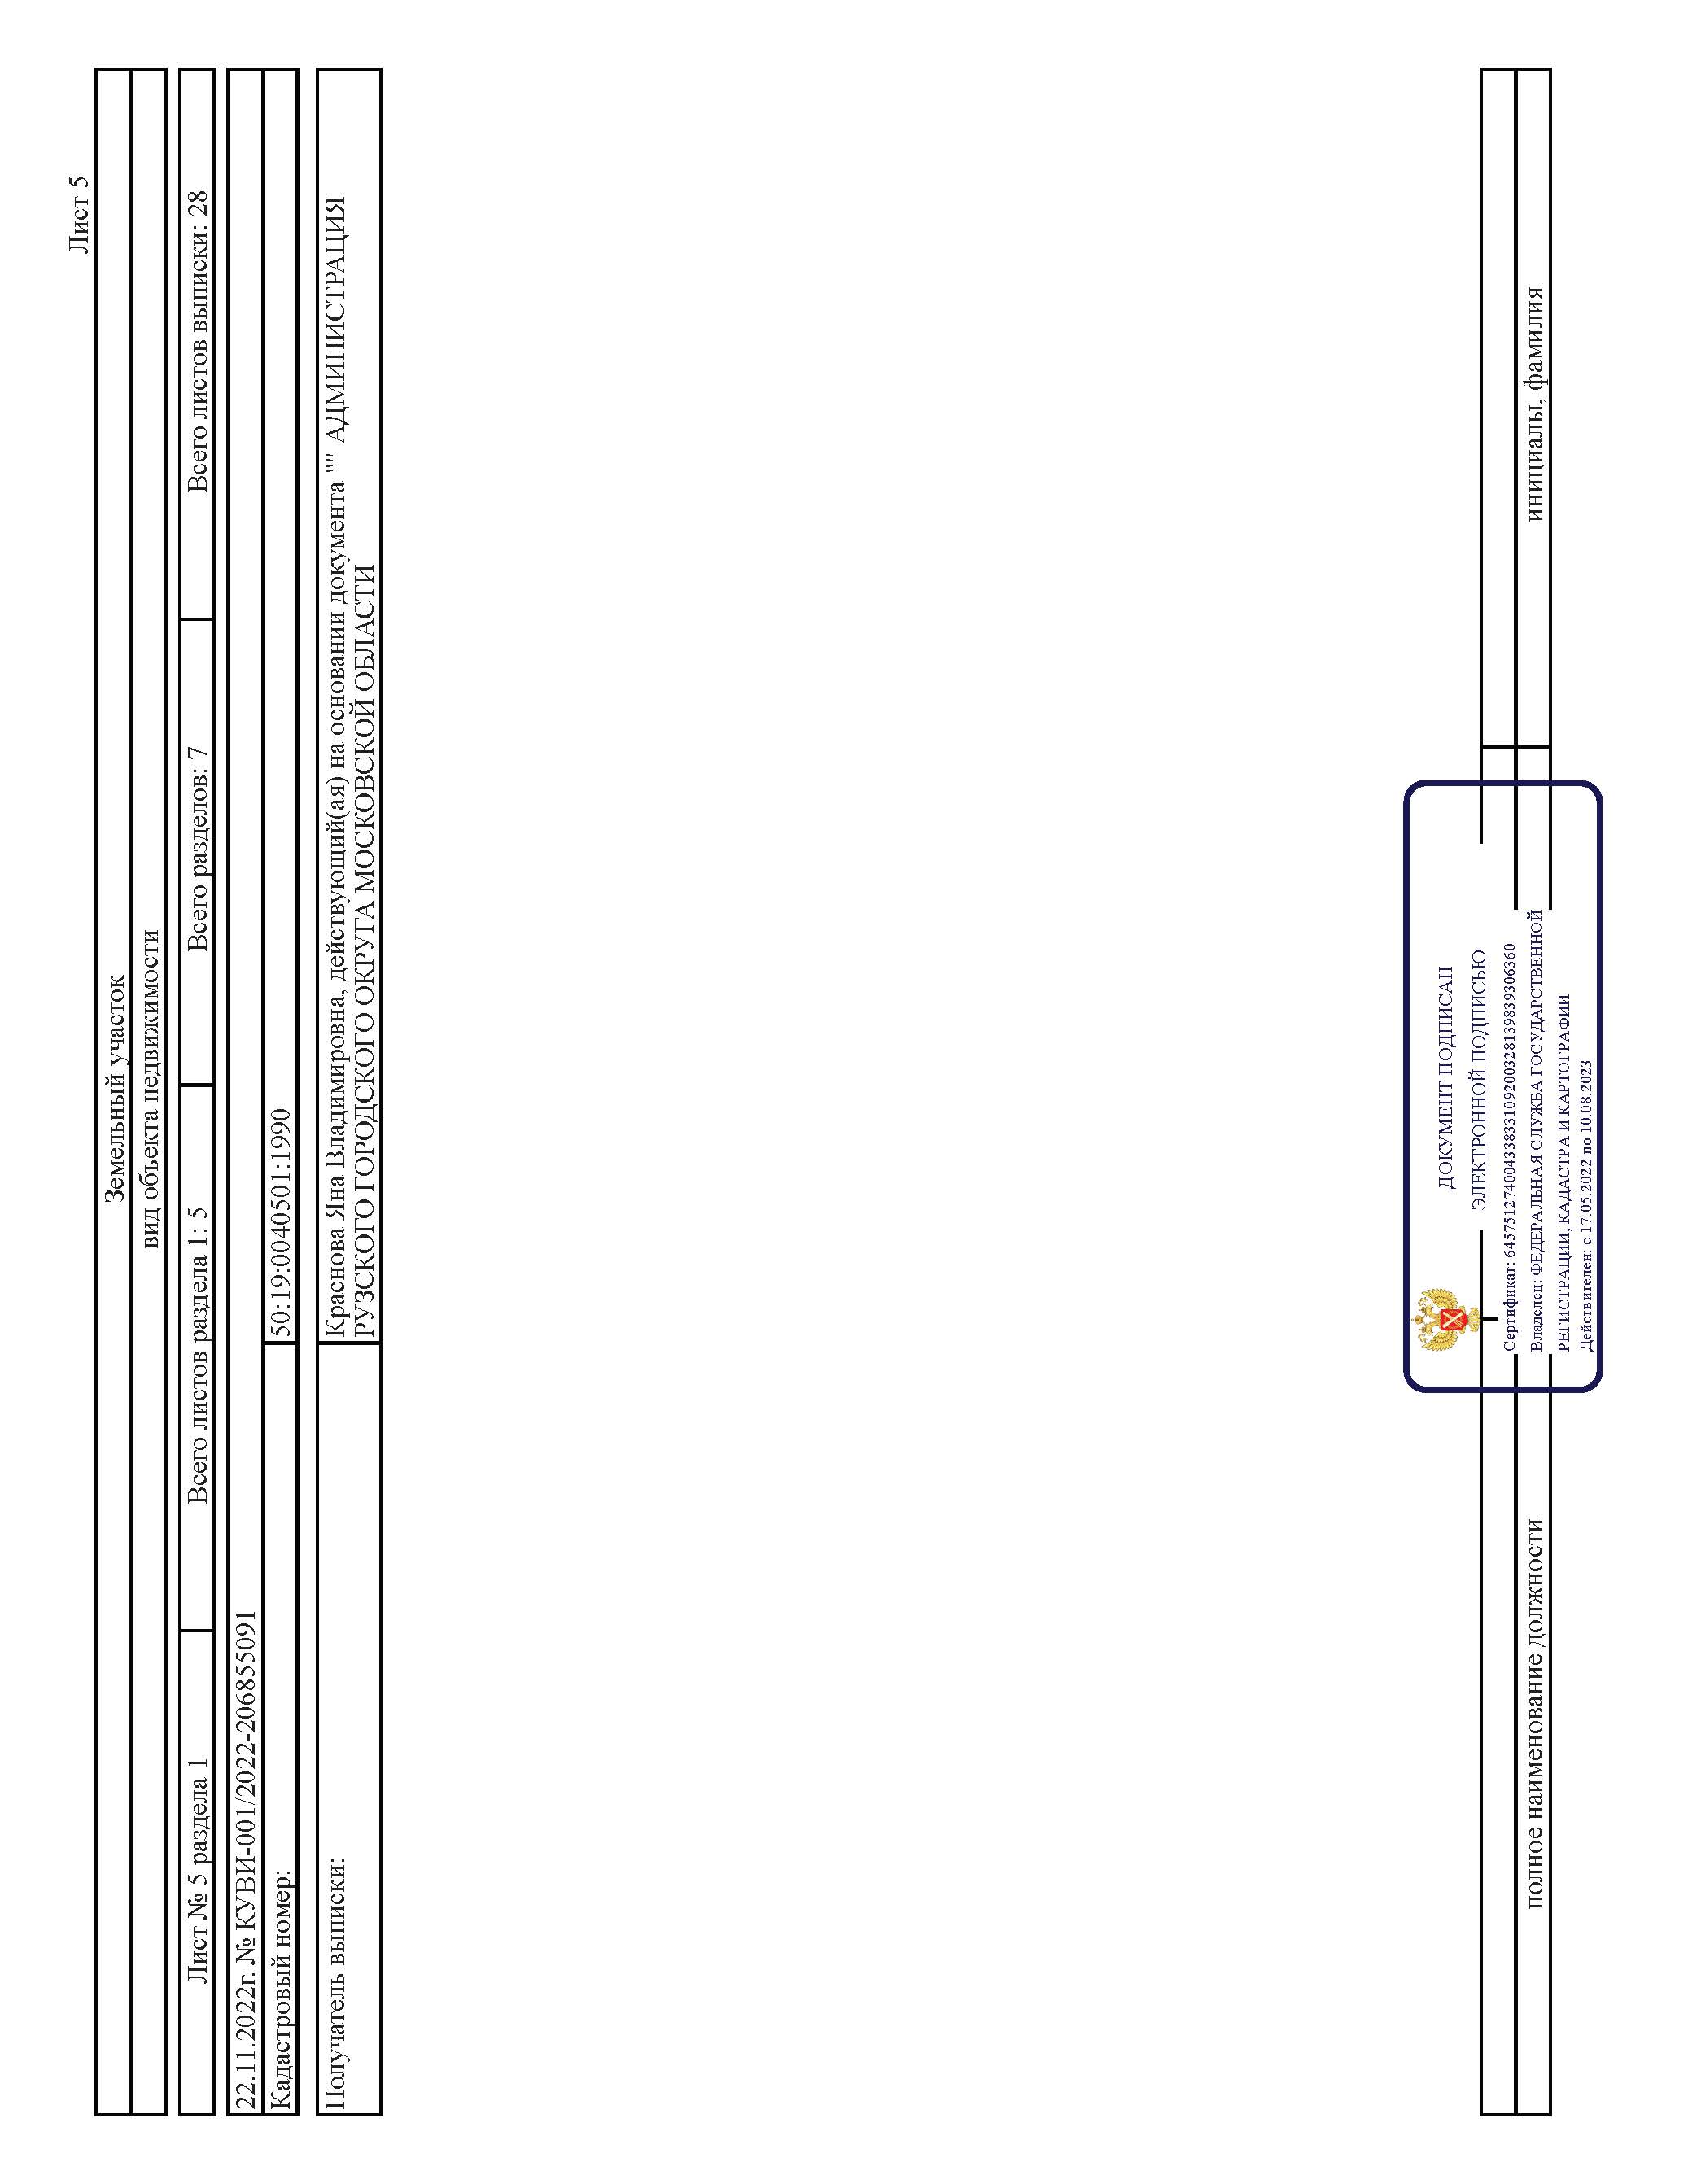 Лист 5
Земельный участок
вид объекта недвижимости
Лист № 5 раздела 1 Всего листов раздела 1: 5 Всего разделов: 7 Всего листов выписки: 28
22.11.2022г. № КУВИ-001/2022-206855091
Кадастровый номер: 50:19:0040501:1990
Получатель выписки: Краснова Яна Владимировна, действующий(ая) на основании документа "" АДМИНИСТРАЦИЯ
РУЗСКОГО ГОРОДСКОГО ОКРУГА МОСКОВСКОЙ ОБЛАСТИ
ДОКУМЕНТ ПОДПИСАН
ЭЛЕКТРОННОЙ ПОДПИСЬЮ
Сертификат: 64575127400433833109200328139839306360
Владелец: ФЕДЕРАЛЬНАЯ СЛУЖБА ГОСУДАРСТВЕННОЙ
РЕГИСТРАЦИИ, КАДАСТРА И КАРТОГРАФИИ
Действителен: с 17.05.2022 по 10.08.2023
полное наименование должности инициалы, фамилия